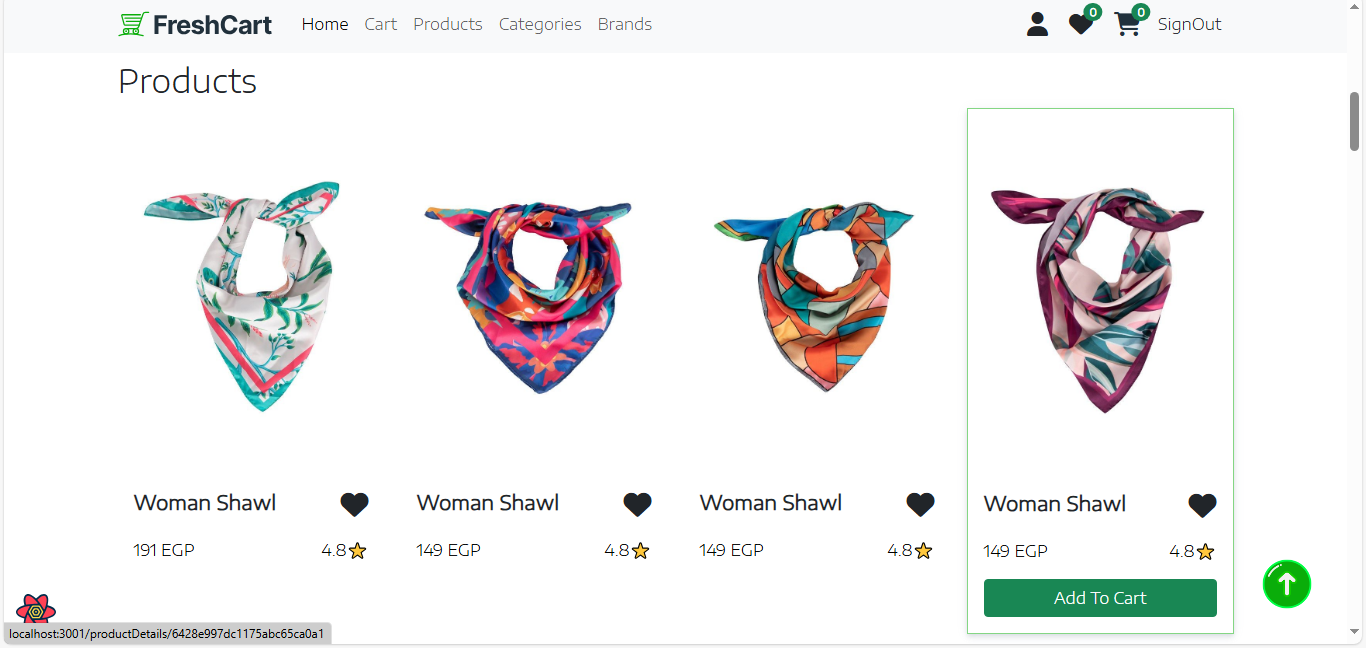 FreshCart Home Cart Products Categories Brands 0 0 SignOut
Products
Woman Shawl Woman Shawl Woman Shawl Woman Shawl
191 EGP 4.8 149 EGP 4.8 149 EGP 4.8 149 EGP 4.8
Add To Cart
localhost:3001/productDetails/6428e997dc1175abc65ca0a1